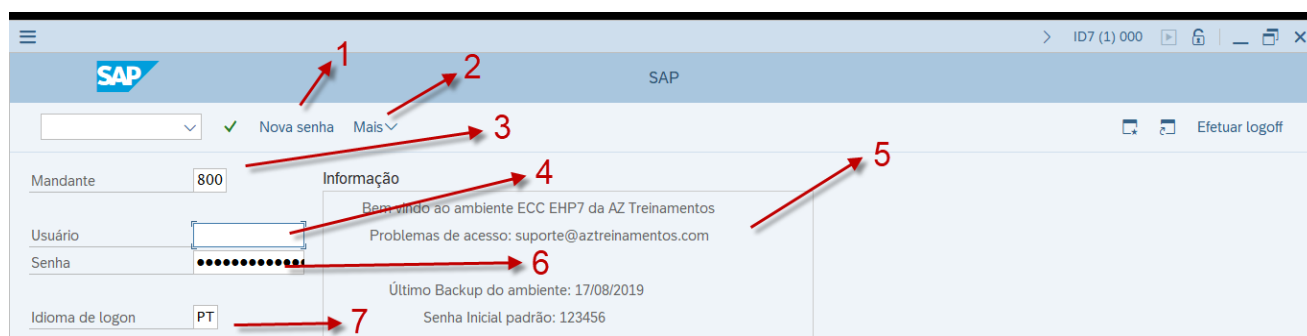 ID7 (1) 000
SAP
SAP
1
2
Nova senha Mais
3
Efetuar logoff
Mandante 800
Informação
4
5
Bem vindo ao ambiente ECC EHP7 da AZ Treinamentos
Usuário
Problemas de acesso: suporte@aztreinamentos.com
Senha
6
Último Backup do ambiente: 17/08/2019
Idioma de logon PT
7
Senha Inicial padrão: 123456